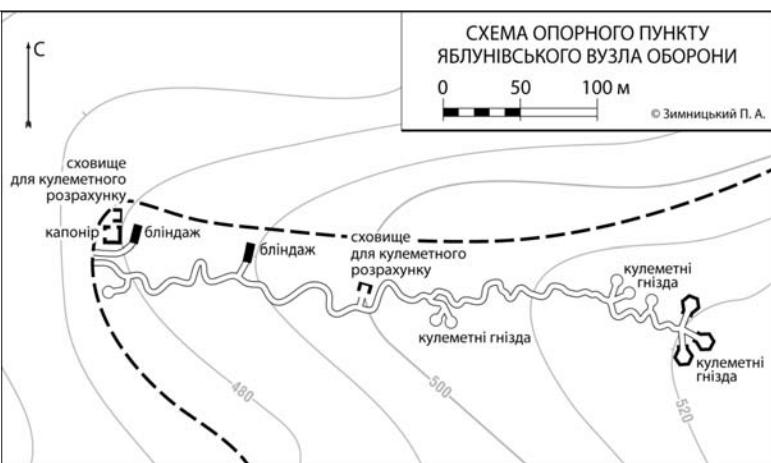 СХЕМА ОПОРНОГО ПУНКТУ
ЯБЛУНІВСЬКОГО ВУЗЛА ОБОРОНИ
0 50 100 м
© Зимницький П. А.
С
сховище
для кулеметного
розрахунку
капонір
бліндаж
бліндаж
сховище
для кулеметного
розрахунку
кулеметні
гнізда
кулеметні гнізда
кулеметні
гнізда
480
500
520